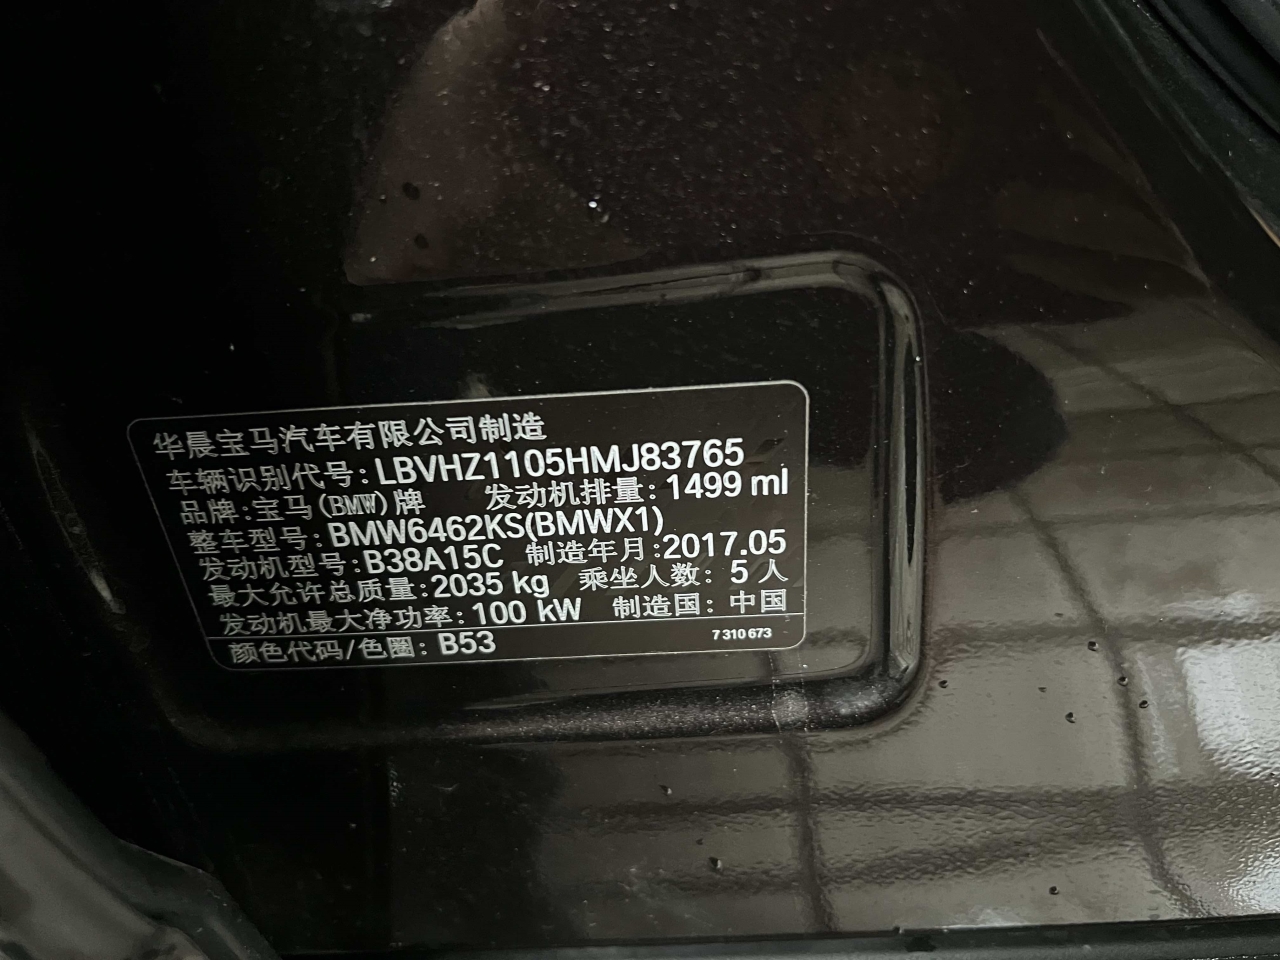 华晨宝马汽车有限公司制造
车辆识别代号:LBVHZ1105HMJ83765
品牌:宝马(BMW)牌 发动机排量:1499 ml
整车型号:BMW6462KS(BMWX1)
发动机型号:B38A15C 制造年月:2017.05
最大允许总质量:2035 kg 乘坐人数:5人
发动机最大净功率:100 kW 制造国:中国
颜色代码/色圈:B53 7 310 673